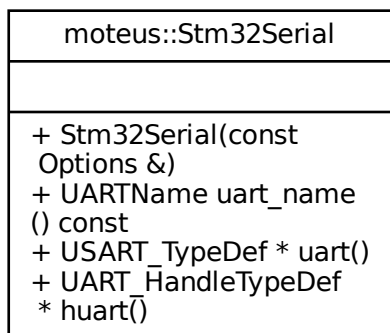 moteus::Stm32Serial
+ Stm32Serial(const
Options &)
+ UARTName uart_name
() const
+ USART_TypeDef * uart()
+ UART_HandleTypeDef
* huart()